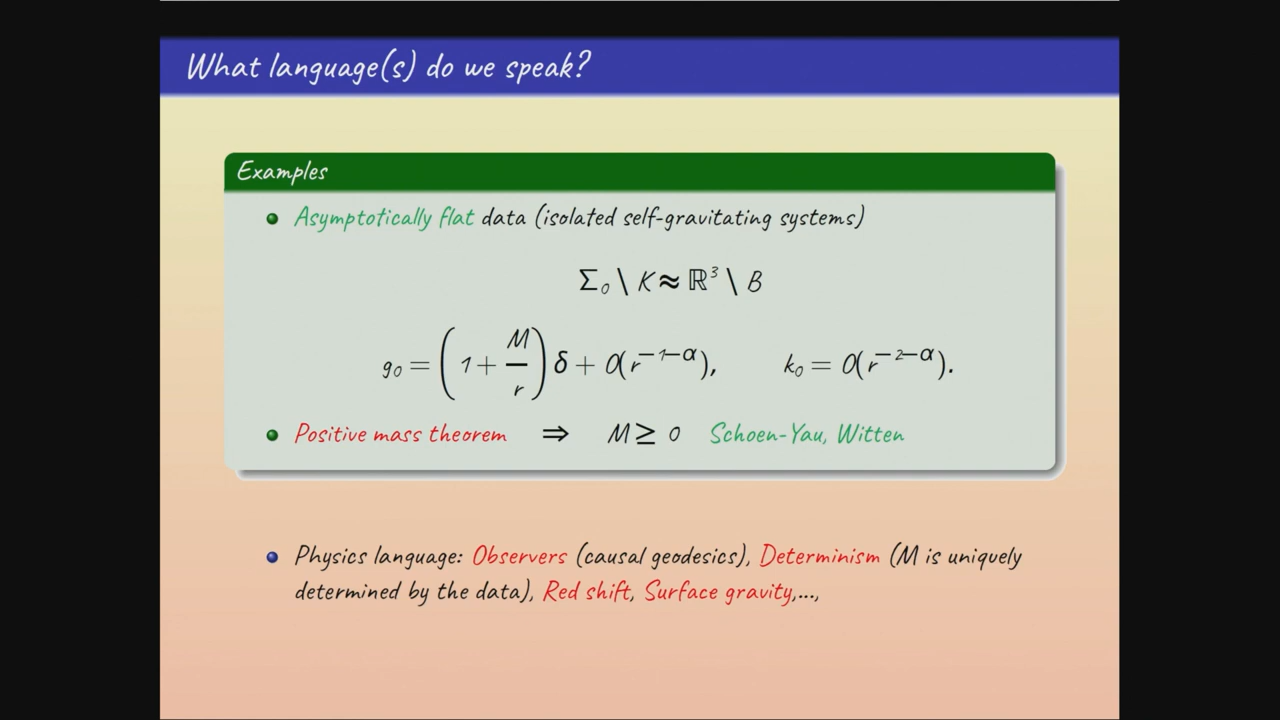 What language(s) do we speak?
Examples
Asymptotically flat data (isolated self-gravitating systems)
Σ₀ \ K ≈ ℝ³ \ B
g₀ = (1 + M/r) δ + O(r⁻¹⁻ᵅ), k₀ = O(r⁻²⁻ᵅ).
Positive mass theorem ⇒ M ≥ 0 Schoen-Yau, Witten
Physics language: Observers (causal geodesics), Determinism (M is uniquely
determined by the data), Red shift, Surface gravity,...,